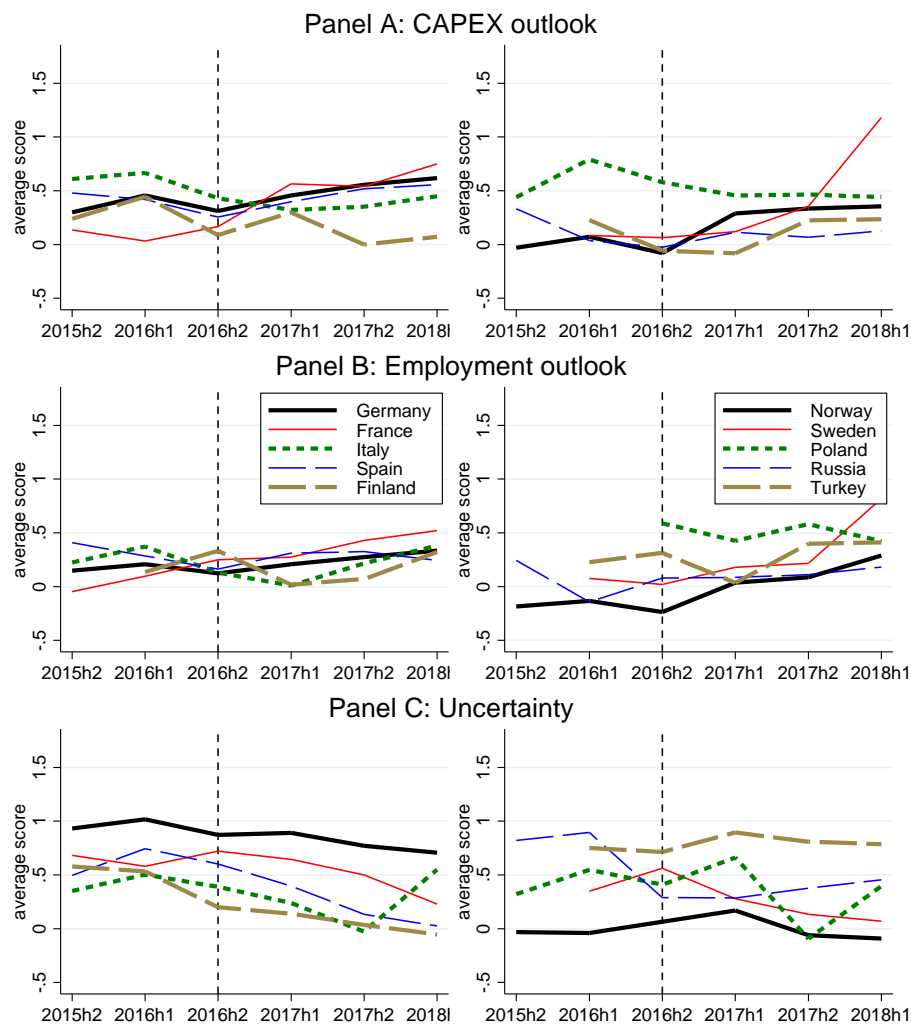 Panel A: CAPEX outlook
average score
-.5 0 .5 1 1.5
2015h2 2016h1 2016h2 2017h1 2017h2 2018h
average score
-.5 0 .5 1 1.5
2015h2 2016h1 2016h2 2017h1 2017h2 2018h1
Panel B: Employment outlook
average score
-.5 0 .5 1 1.5
Germany
France
Italy
Spain
Finland
2015h2 2016h1 2016h2 2017h1 2017h2 2018h
average score
-.5 0 .5 1 1.5
Norway
Sweden
Poland
Russia
Turkey
2015h2 2016h1 2016h2 2017h1 2017h2 2018h1
Panel C: Uncertainty
average score
-.5 0 .5 1 1.5
2015h2 2016h1 2016h2 2017h1 2017h2 2018h
average score
-.5 0 .5 1 1.5
2015h2 2016h1 2016h2 2017h1 2017h2 2018h1